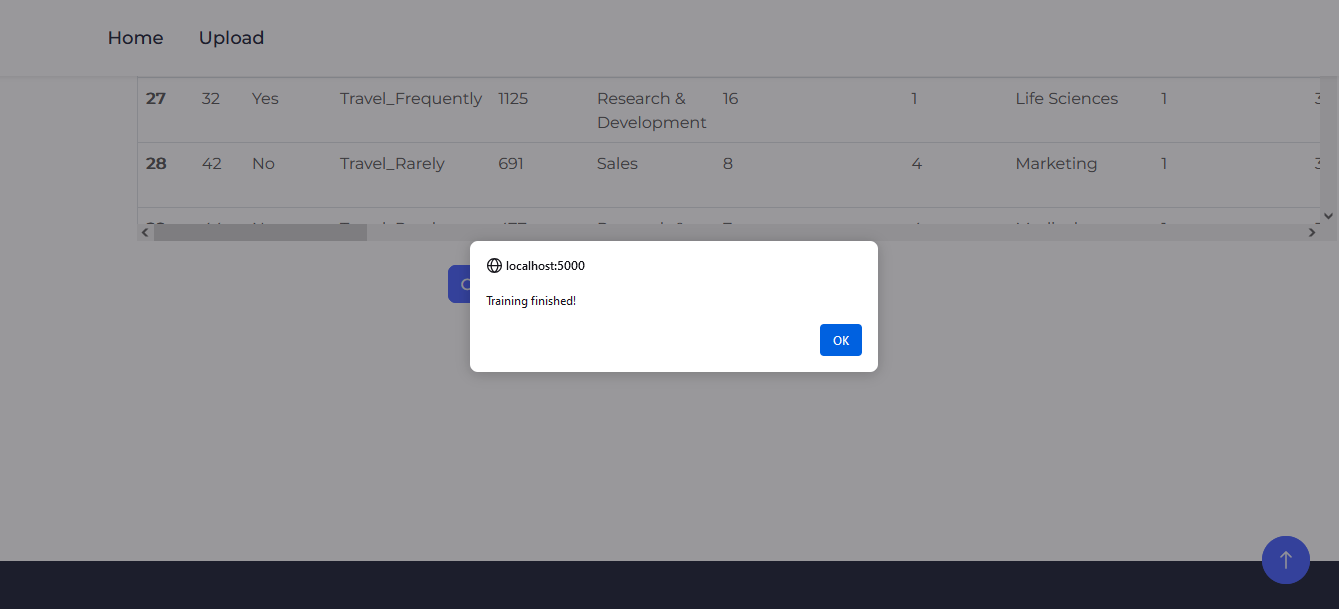 Home Upload
27 32 Yes Travel_Frequently 1125 Research & 16 1 Life Sciences 1
Development
28 42 No Travel_Rarely 691 Sales 8 4 Marketing 1
localhost:5000
Training finished!
OK